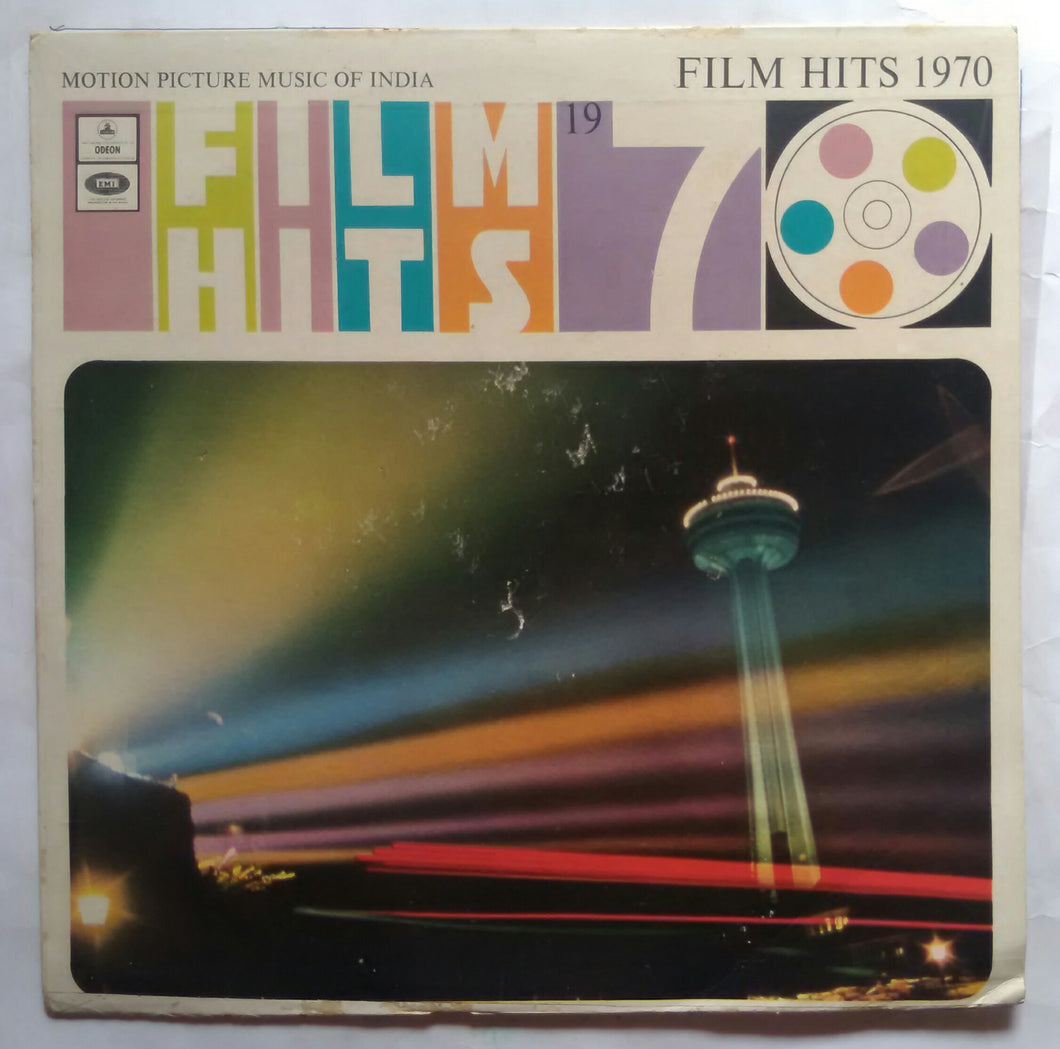 MOTION PICTURE MUSIC OF INDIA
FILM HITS 1970
FILM 19 70
HITS
ODEON
EMI